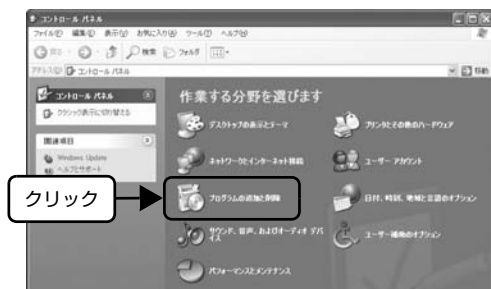 コントロール パネル
ファイル(F) 編集(E) 表示(V) お気に入り(A) ツール(T) ヘルプ(H)
戻る 検索 フォルダ
アドレス(D) コントロール パネル 移動
コントロール パネル
クラシック表示に切り替える
関連項目
Windows Update
ヘルプとサポート
作業する分野を選びます
デスクトップの表示とテーマ
プリンタとその他のハードウェア
ネットワークとインターネット接続
ユーザー アカウント
クリック
プログラムの追加と削除
日付、時刻、地域と言語のオプション
サウンド、音声、およびオーディオ デバイス
ユーザー補助のオプション
パフォーマンスとメンテナンス